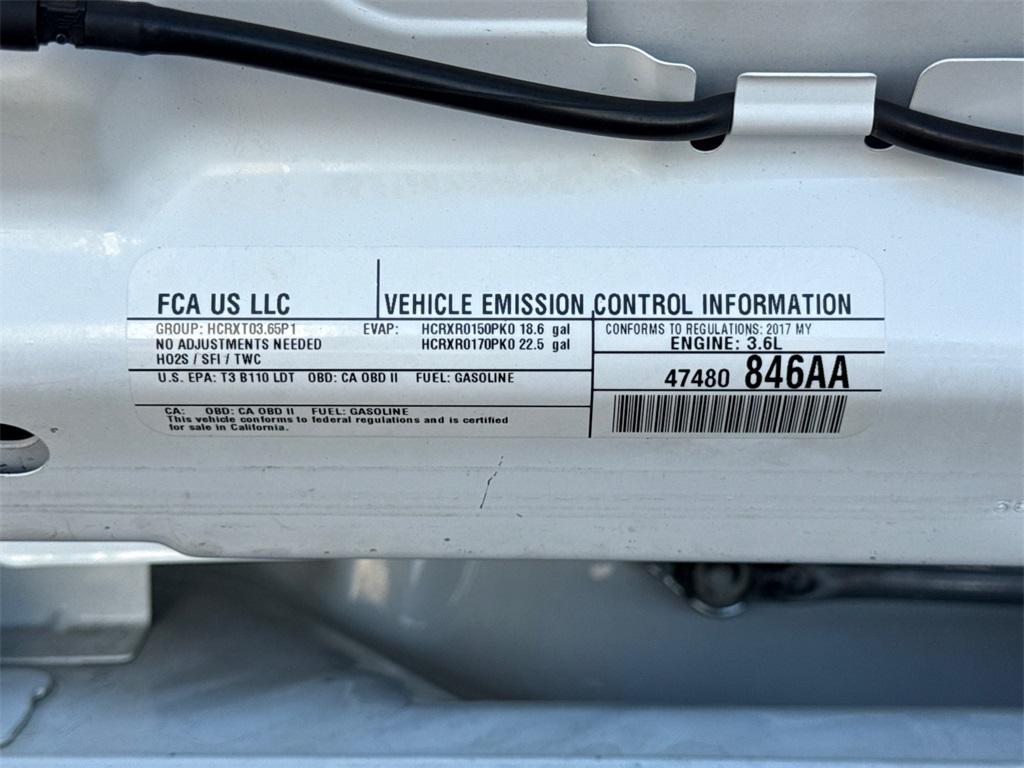 FCA US LLC
VEHICLE EMISSION CONTROL INFORMATION
GROUP: HCRXT03.65P1
EVAP: HCRXR0150PK0 18.6 gal
HCRXR0170PK0 22.5 gal
NO ADJUSTMENTS NEEDED
HO2S / SFI / TWC
U.S. EPA: T3 B110 LDT OBD: CA OBD II FUEL: GASOLINE
CA: OBD: CA OBD II FUEL: GASOLINE
This vehicle conforms to federal regulations and is certified
for sale in California.
CONFORMS TO REGULATIONS: 2017 MY
ENGINE: 3.6L
47480 846AA